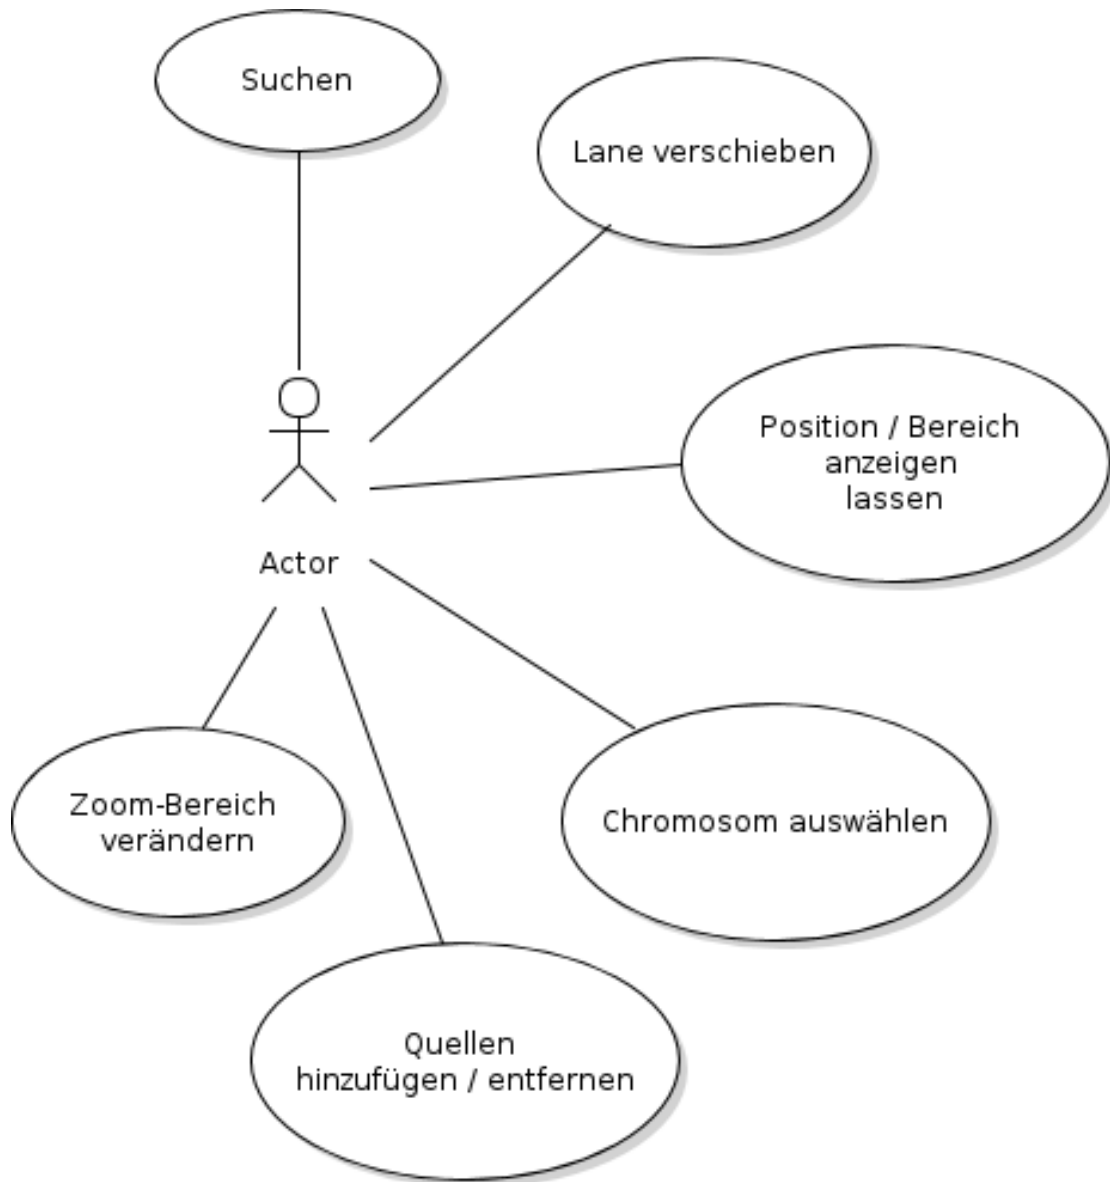 Suchen
Lane verschieben
Position / Bereich
anzeigen
lassen
Actor
Zoom-Bereich
verändern
Chromosom auswählen
Quellen
hinzufügen / entfernen